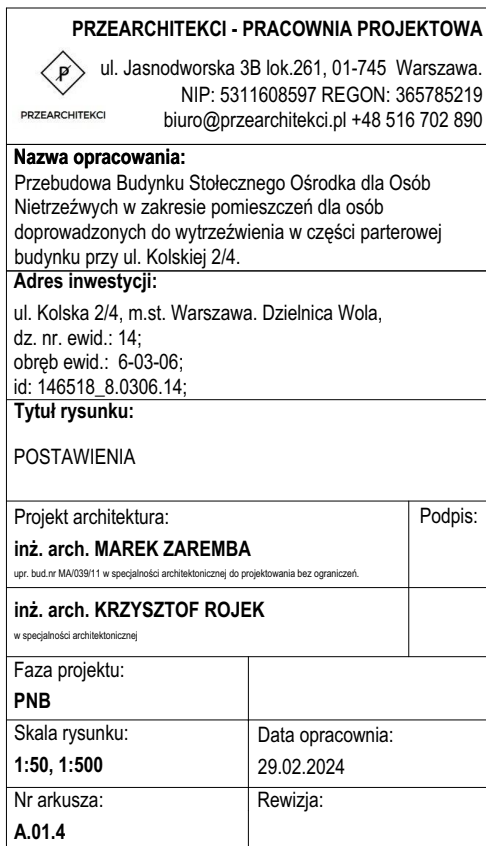 PRZEARCHITEKCI - PRACOWNIA PROJEKTOWA
ul. Jasnodworska 3B lok.261, 01-745 Warszawa.
NIP: 5311608597 REGON: 365785219
PRZEARCHITEKCI
biuro@przearchitekci.pl +48 516 702 890
Nazwa opracowania:
Przebudowa Budynku Stołecznego Ośrodka dla Osób
Nietrzeźwych w zakresie pomieszczeń dla osób
doprowadzonych do wytrzeźwienia w części parterowej
budynku przy ul. Kolskiej 2/4.
Adres inwestycji:
ul. Kolska 2/4, m.st. Warszawa. Dzielnica Wola,
dz. nr. ewid.: 14;
obręb ewid.: 6-03-06;
id: 146518_8.0306.14;
Tytuł rysunku:
POSTAWIENIA
Projekt architektura:
Podpis:
inż. arch. MAREK ZAREMBA
upr. bud.nr MA/039/11 w specjalności architektonicznej do projektowania bez ograniczeń.
inż. arch. KRZYSZTOF ROJEK
w specjalności architektonicznej
Faza projektu:
PNB
Skala rysunku:
1:50, 1:500
Data opracownia:
29.02.2024
Nr arkusza:
A.01.4
Rewizja: